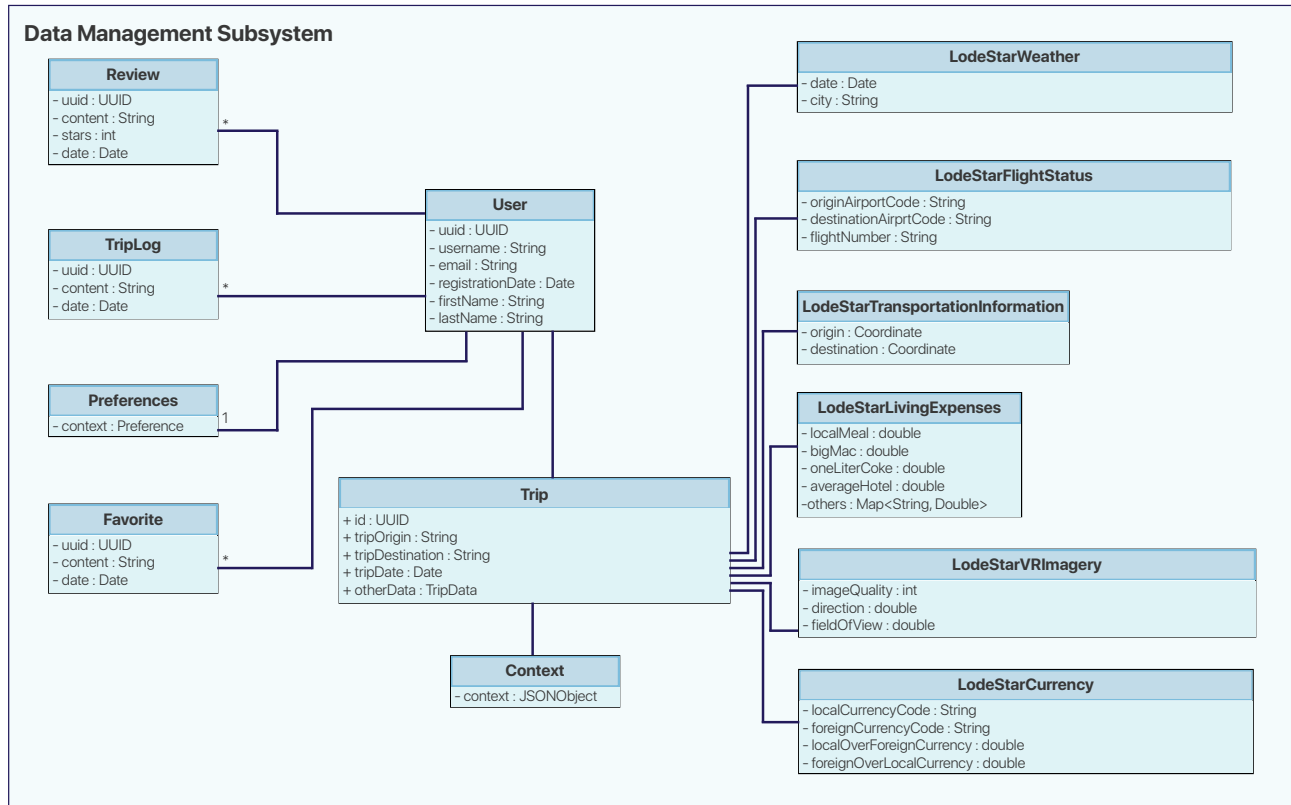 Data Management Subsystem
Review
- uuid : UUID
- content : String
- stars : int
- date : Date
*
TripLog
- uuid : UUID
- content : String
- date : Date
*
Preferences
- context : Preference
1
Favorite
- uuid : UUID
- content : String
- date : Date
*
User
- uuid : UUID
- username : String
- email : String
- registrationDate : Date
- firstName : String
- lastName : String
Trip
+ id : UUID
+ tripOrigin : String
+ tripDestination : String
+ tripDate : Date
+ otherData : TripData
Context
- context : JSONObject
LodeStarWeather
- date : Date
- city : String
LodeStarFlightStatus
- originAirportCode : String
- destinationAirprtCode : String
- flightNumber : String
LodeStarTransportationInformation
- origin : Coordinate
- destination : Coordinate
LodeStarLivingExpenses
- localMeal : double
- bigMac : double
- oneLiterCoke : double
- averageHotel : double
-others : Map<String, Double>
LodeStarVRImagery
- imageQuality : int
- direction : double
- fieldOfView : double
LodeStarCurrency
- localCurrencyCode : String
- foreignCurrencyCode : String
- localOverForeignCurrency : double
- foreignOverLocalCurrency : double